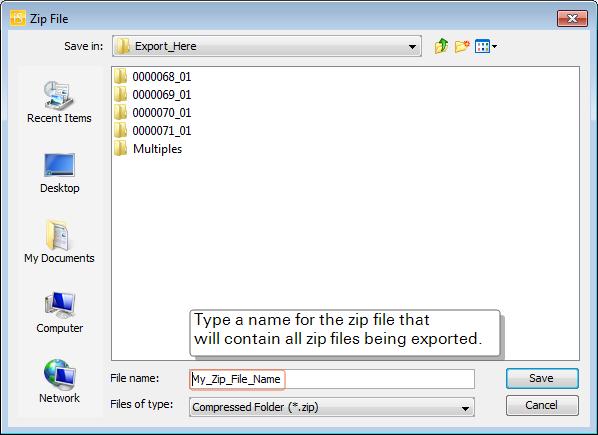 Zip File
Save in:
Export_Here
0000068_01
0000069_01
0000070_01
0000071_01
Multiples
Recent Items
Desktop
My Documents
Computer
Network
Type a name for the zip file that
will contain all zip files being exported.
File name:
My_Zip_File_Name
Save
Files of type:
Compressed Folder (*.zip)
Cancel